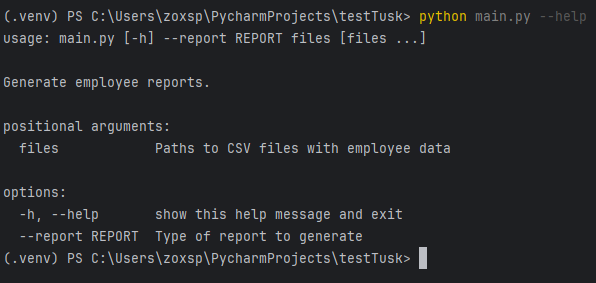 (.venv) PS C:\Users\zoxsp\PycharmProjects\testTusk> python main.py --help
usage: main.py [-h] --report REPORT files [files ...]
Generate employee reports.
positional arguments:
files Paths to CSV files with employee data
options:
-h, --help show this help message and exit
--report REPORT Type of report to generate
(.venv) PS C:\Users\zoxsp\PycharmProjects\testTusk>